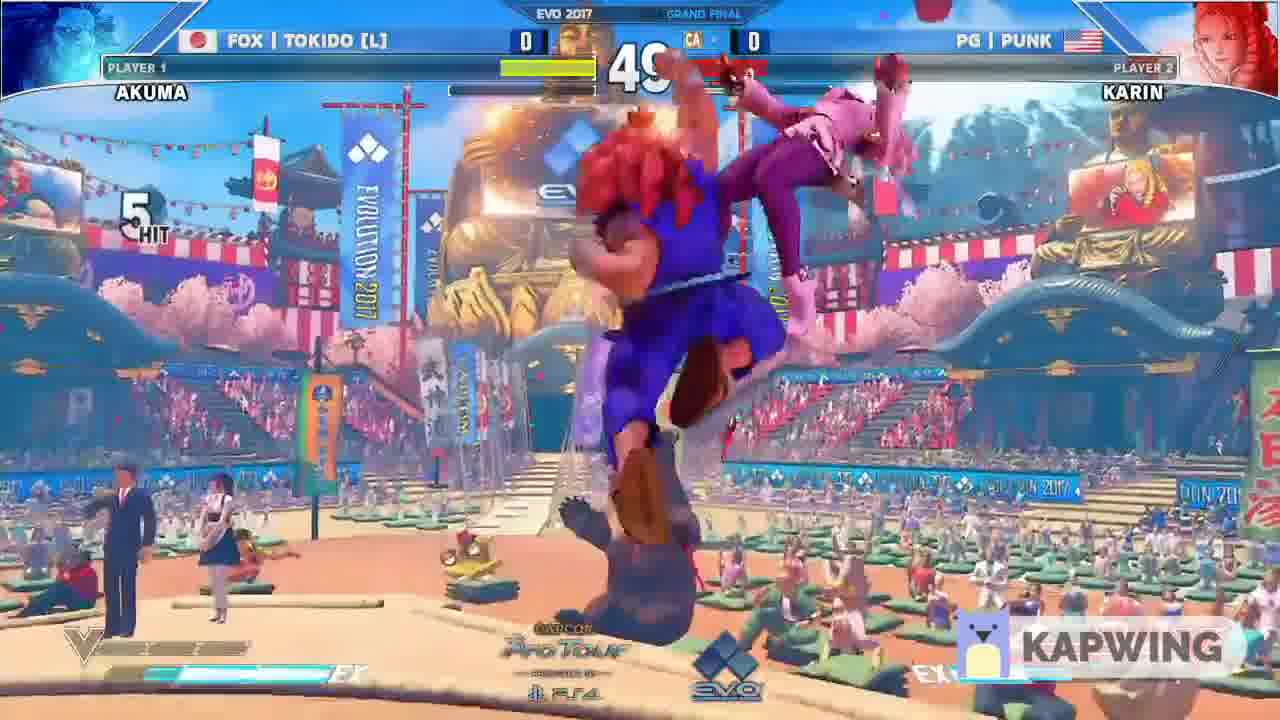 EVO 2017 GRAND FINAL
FOX | TOKIDO [L] 0 49 CA 0 PG | PUNK
PLAYER 1 PLAYER 2
AKUMA KARIN
5 HIT
EVOLUTION 2017
EX
CAPCOM
PRO TOUR
PS4
EVO
KAPWING